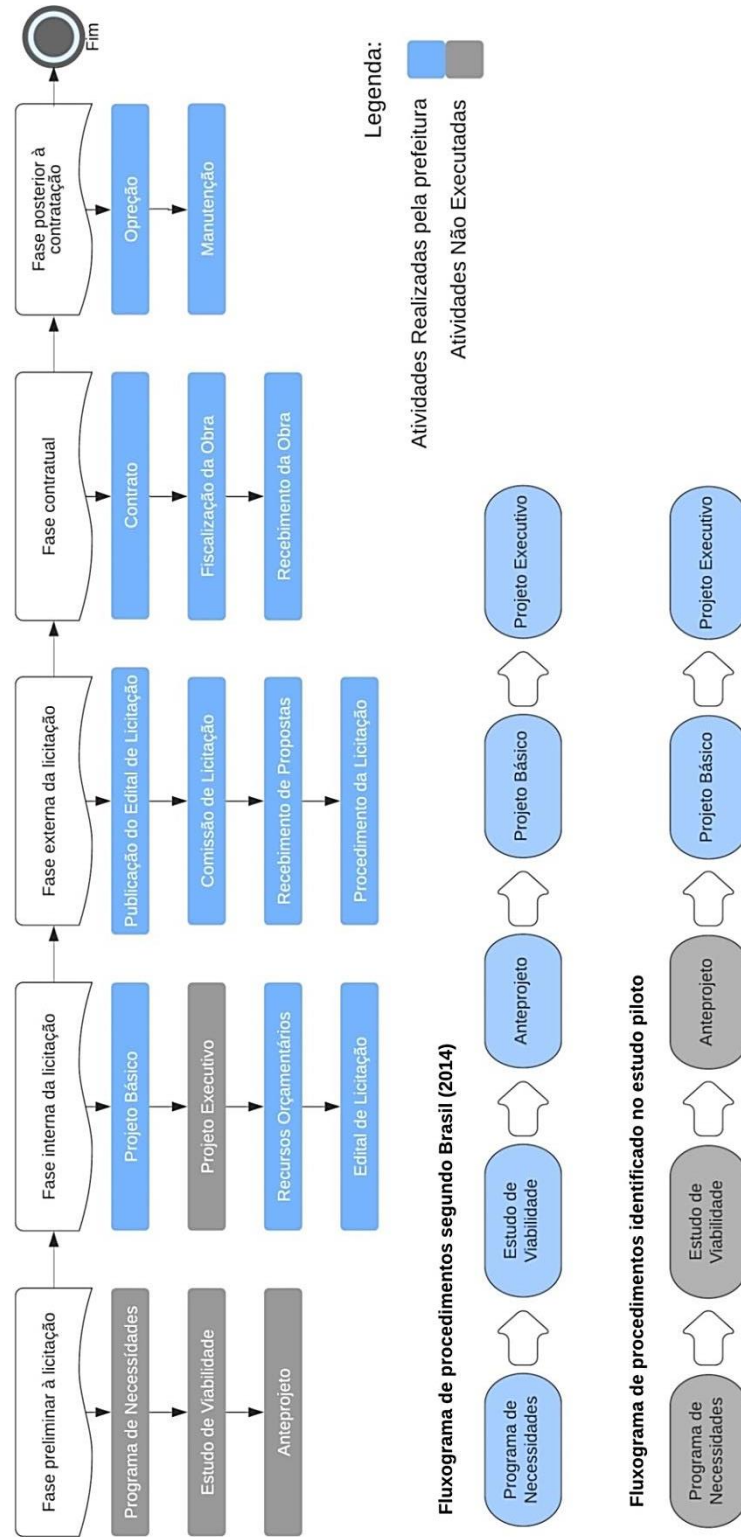 Fase preliminar à licitação
Programa de Necessidades
Estudo de Viabilidade
Anteprojeto
Fase interna da licitação
Projeto Básico
Projeto Executivo
Recursos Orçamentários
Edital de Licitação
Fase externa da licitação
Publicação do Edital de Licitação
Comissão de Licitação
Recebimento de Propostas
Procedimento da Licitação
Fase contratual
Contrato
Fiscalização da Obra
Recebimento da Obra
Fase posterior à
contratação
Opreção
Manutenção
Fim
Legenda:
Atividades Realizadas pela prefeitura
Atividades Não Executadas
Fluxograma de procedimentos segundo Brasil (2014)
Programa de
Necessidades
Estudo de
Viabilidade
Anteprojeto
Projeto Básico
Projeto Executivo
Fluxograma de procedimentos identificado no estudo piloto
Programa de
Necessidades
Estudo de
Viabilidade
Anteprojeto
Projeto Básico
Projeto Executivo